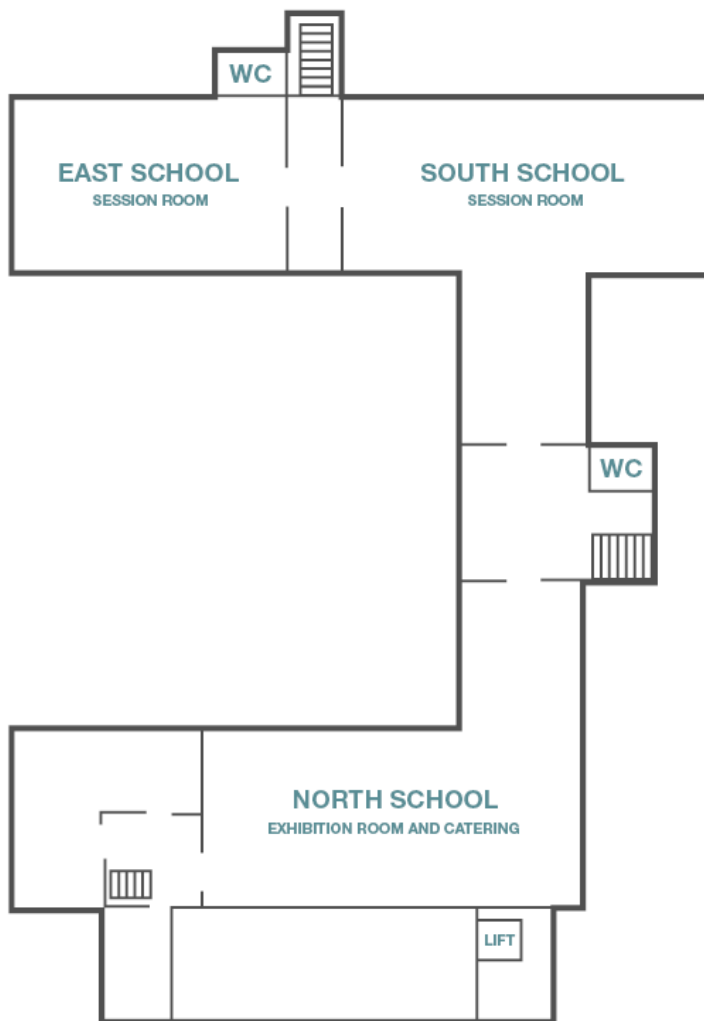 WC
EAST SCHOOL
SESSION ROOM
SOUTH SCHOOL
SESSION ROOM
WC
NORTH SCHOOL
EXHIBITION ROOM AND CATERING
LIFT